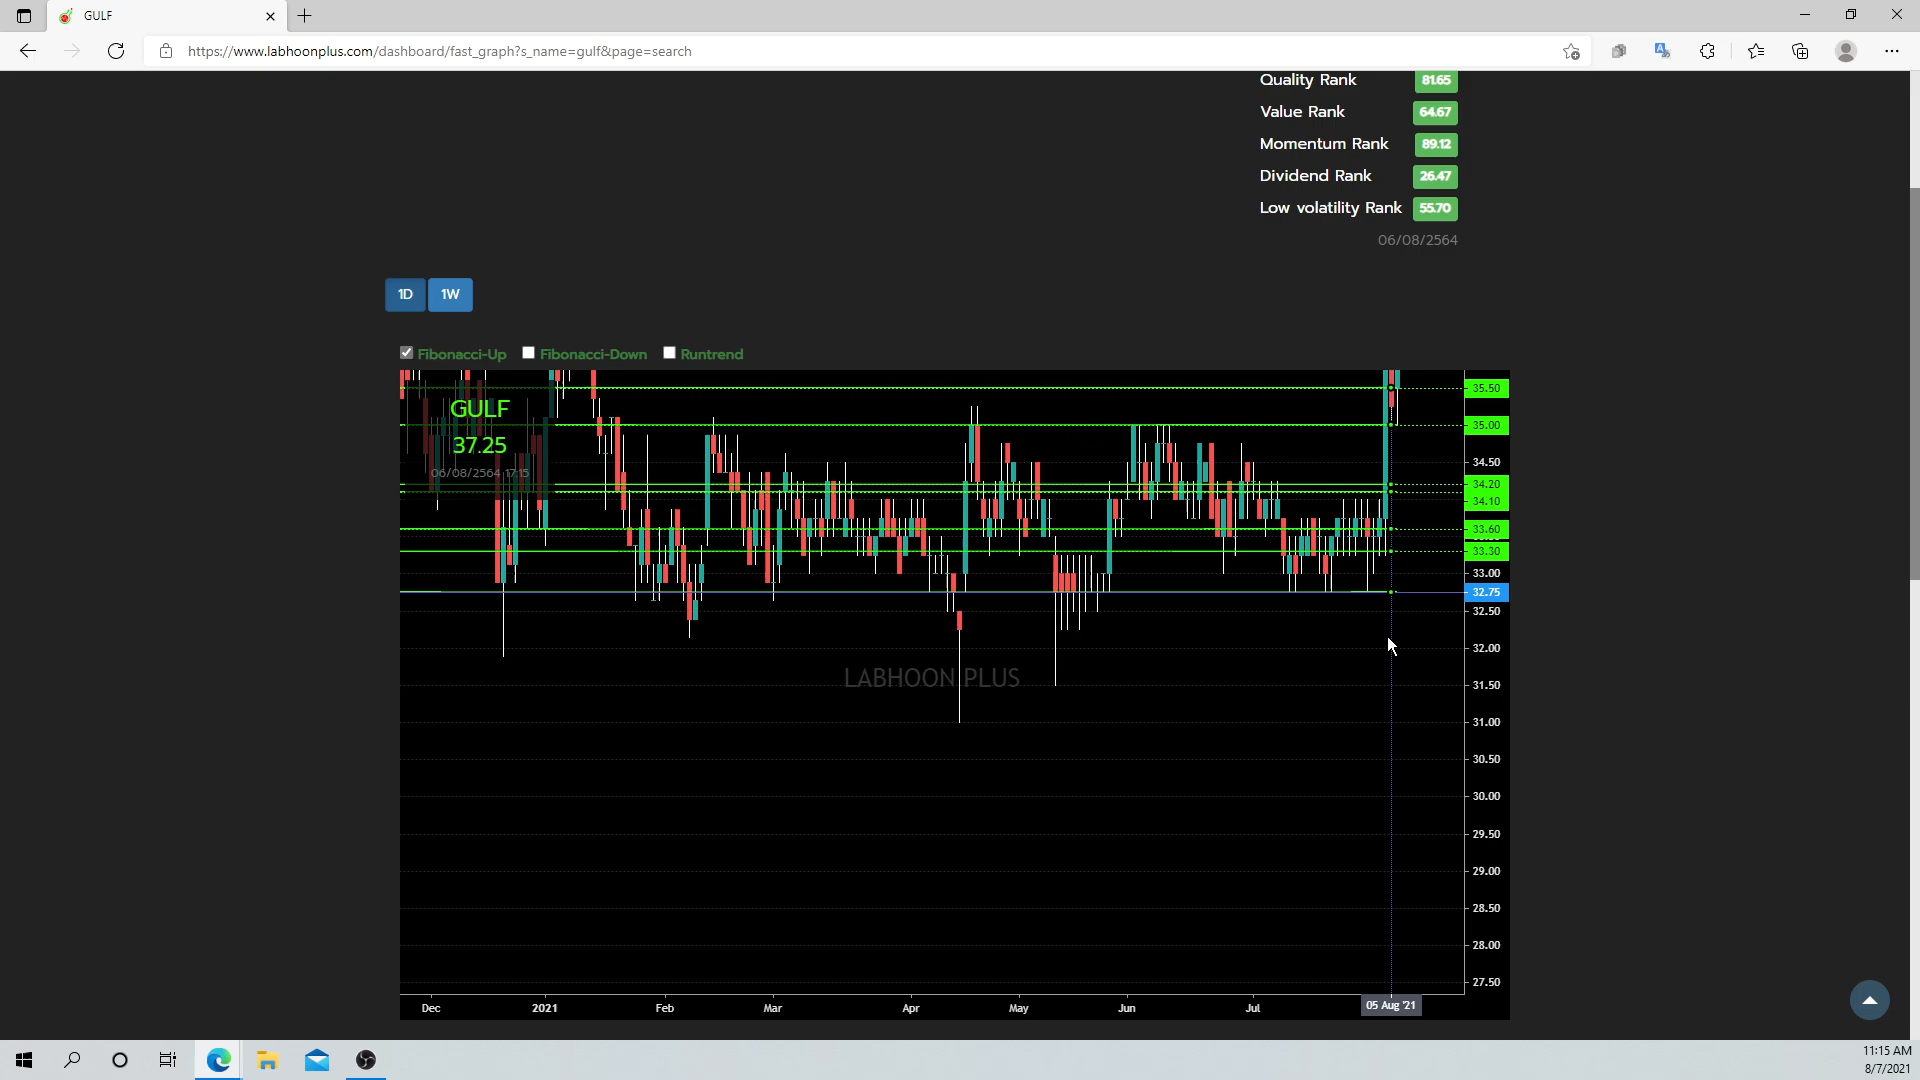 GULF
https://www.labhoonplus.com/dashboard/fast_graph?s_name=gulf&page=search
Quality Rank 81.65
Value Rank 64.67
Momentum Rank 89.12
Dividend Rank 26.47
Low volatility Rank 55.70
06/08/2564
1D 1W
Fibonacci-Up Fibonacci-Down Runtrend
GULF
37.25
06/08/2564 17:15
35.50
35.00
34.50
34.20
34.10
33.60
33.30
33.00
32.75
32.50
32.00
LABHOON PLUS
31.50
31.00
30.50
30.00
29.50
29.00
28.50
28.00
27.50
Dec 2021 Feb Mar Apr May Jun Jul 05 Aug '21
11:15 AM
8/7/2021